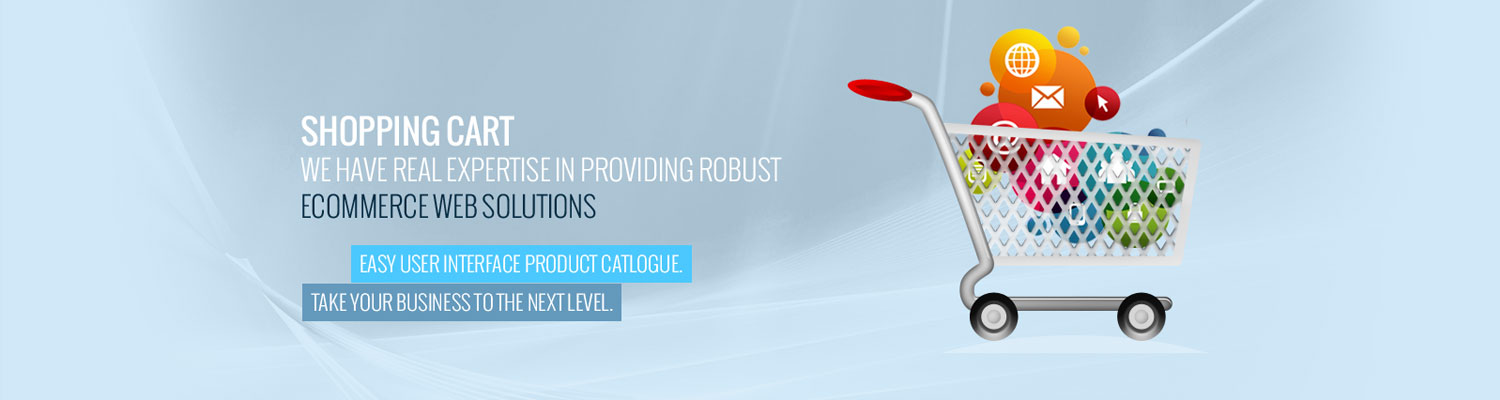 SHOPPING CART
WE HAVE REAL EXPERTISE IN PROVIDING ROBUST
ECOMMERCE WEB SOLUTIONS
EASY USER INTERFACE PRODUCT CATLOGUE.
TAKE YOUR BUSINESS TO THE NEXT LEVEL.